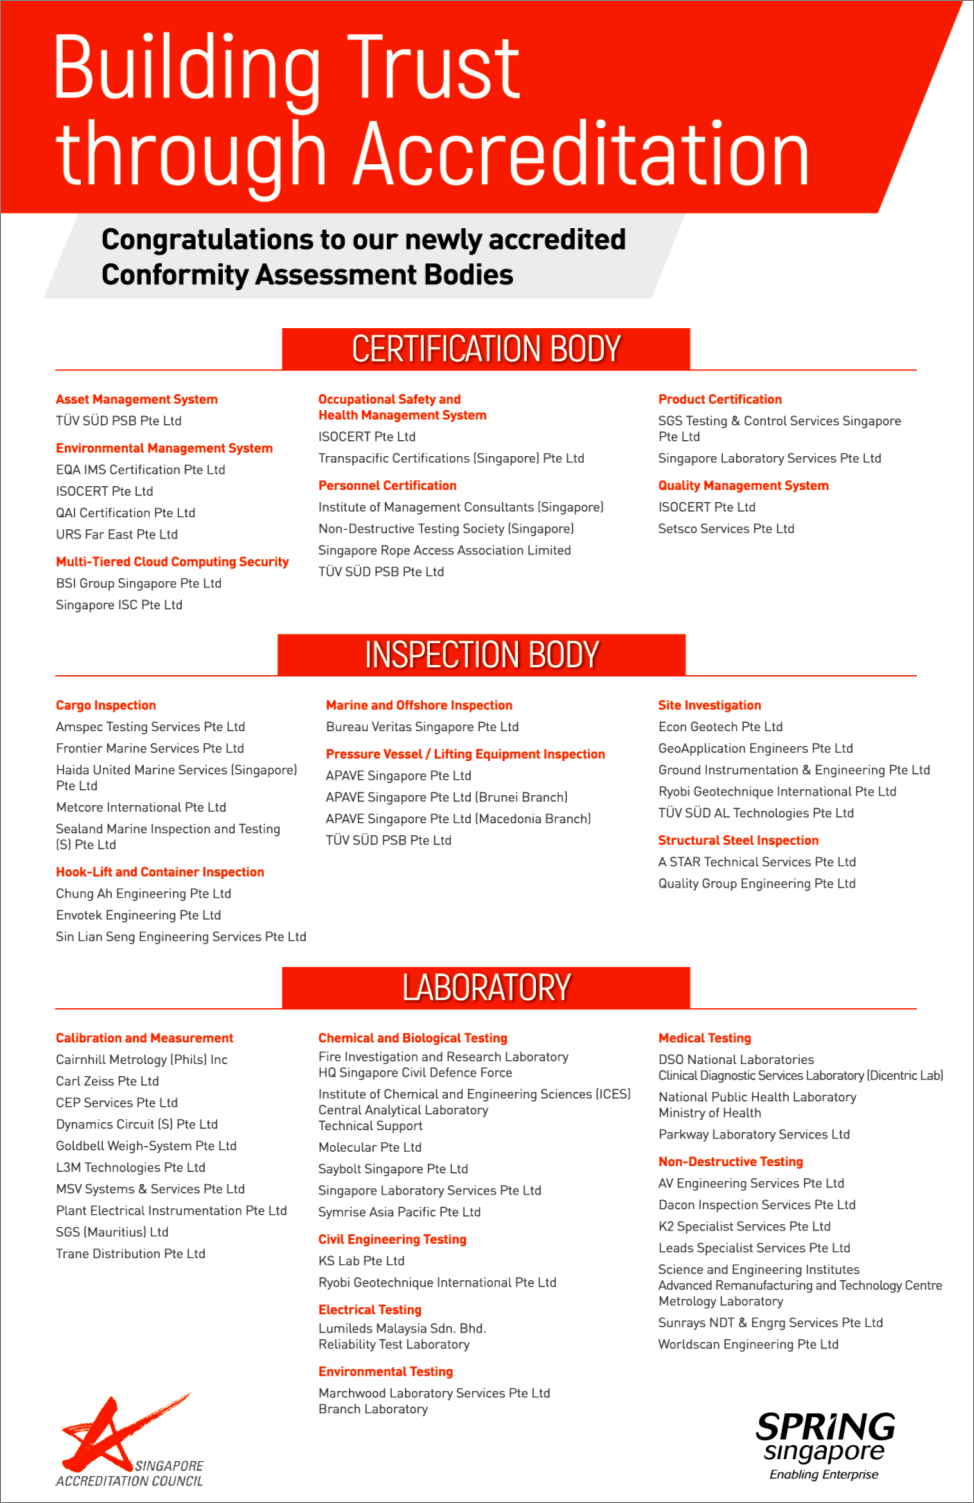 Building Trust
through Accreditation
Congratulations to our newly accredited
Conformity Assessment Bodies
CERTIFICATION BODY
Asset Management System
TÜV SÜD PSB Pte Ltd
Environmental Management System
EQA IMS Certification Pte Ltd
ISOCERT Pte Ltd
QAI Certification Pte Ltd
URS Far East Pte Ltd
Multi-Tiered Cloud Computing Security
BSI Group Singapore Pte Ltd
Singapore ISC Pte Ltd
Occupational Safety and
Health Management System
ISOCERT Pte Ltd
Transpacific Certifications (Singapore) Pte Ltd
Personnel Certification
Institute of Management Consultants (Singapore)
Non-Destructive Testing Society (Singapore)
Singapore Rope Access Association Limited
TÜV SÜD PSB Pte Ltd
Product Certification
SGS Testing & Control Services Singapore
Pte Ltd
Singapore Laboratory Services Pte Ltd
Quality Management System
ISOCERT Pte Ltd
Setsco Services Pte Ltd
INSPECTION BODY
Cargo Inspection
Amspec Testing Services Pte Ltd
Frontier Marine Services Pte Ltd
Haida United Marine Services (Singapore)
Pte Ltd
Metcore International Pte Ltd
Sealand Marine Inspection and Testing
(S) Pte Ltd
Hook-Lift and Container Inspection
Chung Ah Engineering Pte Ltd
Envotek Engineering Pte Ltd
Sin Lian Seng Engineering Services Pte Ltd
Marine and Offshore Inspection
Bureau Veritas Singapore Pte Ltd
Pressure Vessel / Lifting Equipment Inspection
APAVE Singapore Pte Ltd
APAVE Singapore Pte Ltd (Brunei Branch)
APAVE Singapore Pte Ltd (Macedonia Branch)
TÜV SÜD PSB Pte Ltd
Site Investigation
Econ Geotech Pte Ltd
GeoApplication Engineers Pte Ltd
Ground Instrumentation & Engineering Pte Ltd
Ryobi Geotechnique International Pte Ltd
TÜV SÜD AL Technologies Pte Ltd
Structural Steel Inspection
A STAR Technical Services Pte Ltd
Quality Group Engineering Pte Ltd
LABORATORY
Calibration and Measurement
Cairnhill Metrology (Phils) Inc
Carl Zeiss Pte Ltd
CEP Services Pte Ltd
Dynamics Circuit (S) Pte Ltd
Goldbell Weigh-System Pte Ltd
L3M Technologies Pte Ltd
MSV Systems & Services Pte Ltd
Plant Electrical Instrumentation Pte Ltd
SGS (Mauritius) Ltd
Trane Distribution Pte Ltd
Chemical and Biological Testing
Fire Investigation and Research Laboratory
HQ Singapore Civil Defence Force
Institute of Chemical and Engineering Sciences (ICES)
Central Analytical Laboratory
Technical Support
Molecular Pte Ltd
Saybolt Singapore Pte Ltd
Singapore Laboratory Services Pte Ltd
Symrise Asia Pacific Pte Ltd
Civil Engineering Testing
KS Lab Pte Ltd
Ryobi Geotechnique International Pte Ltd
Electrical Testing
Lumileds Malaysia Sdn. Bhd.
Reliability Test Laboratory
Environmental Testing
Marchwood Laboratory Services Pte Ltd
Branch Laboratory
Medical Testing
DSO National Laboratories
Clinical Diagnostic Services Laboratory (Dicentric Lab)
National Public Health Laboratory
Ministry of Health
Parkway Laboratory Services Ltd
Non-Destructive Testing
AV Engineering Services Pte Ltd
Dacon Inspection Services Pte Ltd
K2 Specialist Services Pte Ltd
Leads Specialist Services Pte Ltd
Science and Engineering Institutes
Advanced Remanufacturing and Technology Centre
Metrology Laboratory
Sunrays NDT & Engrg Services Pte Ltd
Worldscan Engineering Pte Ltd
SINGAPORE
ACCREDITATION COUNCIL
SPRING
singapore
Enabling Enterprise